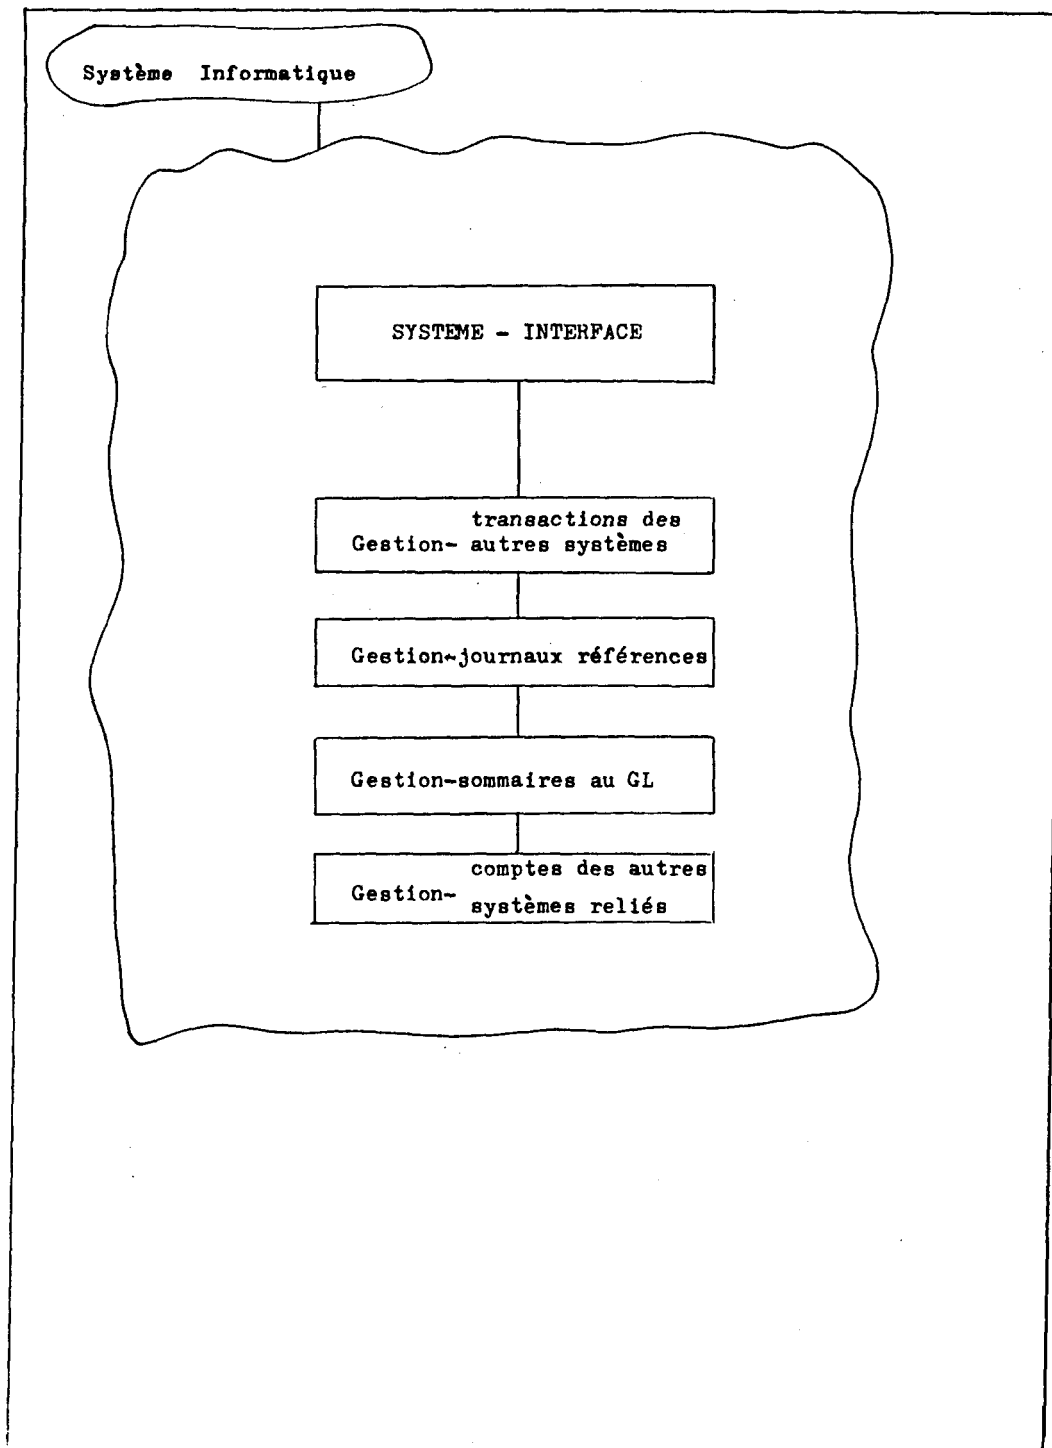 Système Informatique
SYSTEME - INTERFACE
transactions des
Gestion- autres systèmes
Gestion-journaux références
Gestion-sommaires au GL
comptes des autres
Gestion-
systèmes reliés